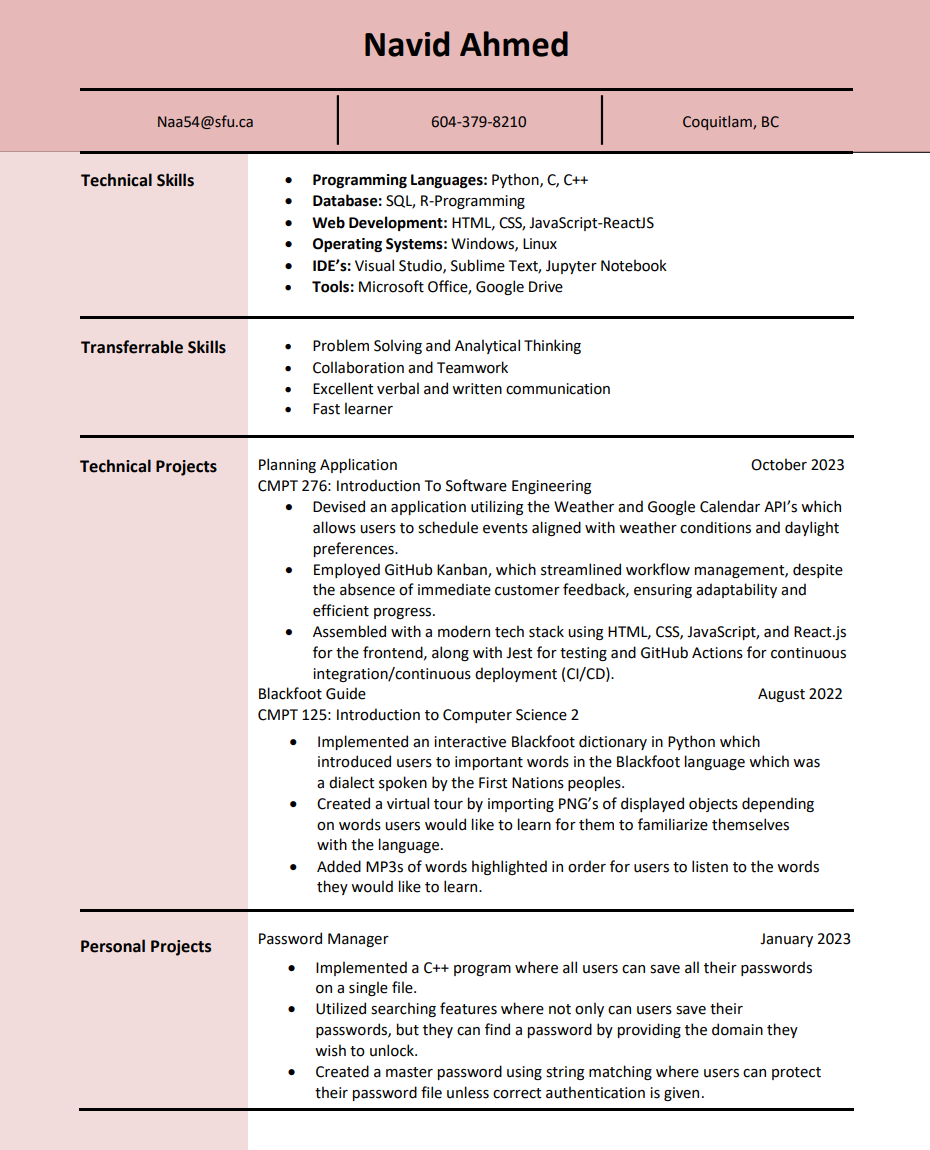 Navid Ahmed
Naa54@sfu.ca 604-379-8210 Coquitlam, BC
Technical Skills
• Programming Languages: Python, C, C++
• Database: SQL, R-Programming
• Web Development: HTML, CSS, JavaScript-ReactJS
• Operating Systems: Windows, Linux
• IDE’s: Visual Studio, Sublime Text, Jupyter Notebook
• Tools: Microsoft Office, Google Drive
Transferrable Skills
• Problem Solving and Analytical Thinking
• Collaboration and Teamwork
• Excellent verbal and written communication
• Fast learner
Technical Projects
Planning Application October 2023
CMPT 276: Introduction To Software Engineering
• Devised an application utilizing the Weather and Google Calendar API’s which
allows users to schedule events aligned with weather conditions and daylight
preferences.
• Employed GitHub Kanban, which streamlined workflow management, despite
the absence of immediate customer feedback, ensuring adaptability and
efficient progress.
• Assembled with a modern tech stack using HTML, CSS, JavaScript, and React.js
for the frontend, along with Jest for testing and GitHub Actions for continuous
integration/continuous deployment (CI/CD).
Blackfoot Guide August 2022
CMPT 125: Introduction to Computer Science 2
• Implemented an interactive Blackfoot dictionary in Python which
introduced users to important words in the Blackfoot language which was
a dialect spoken by the First Nations peoples.
• Created a virtual tour by importing PNG’s of displayed objects depending
on words users would like to learn for them to familiarize themselves
with the language.
• Added MP3s of words highlighted in order for users to listen to the words
they would like to learn.
Personal Projects
Password Manager January 2023
• Implemented a C++ program where all users can save all their passwords
on a single file.
• Utilized searching features where not only can users save their
passwords, but they can find a password by providing the domain they
wish to unlock.
• Created a master password using string matching where users can protect
their password file unless correct authentication is given.